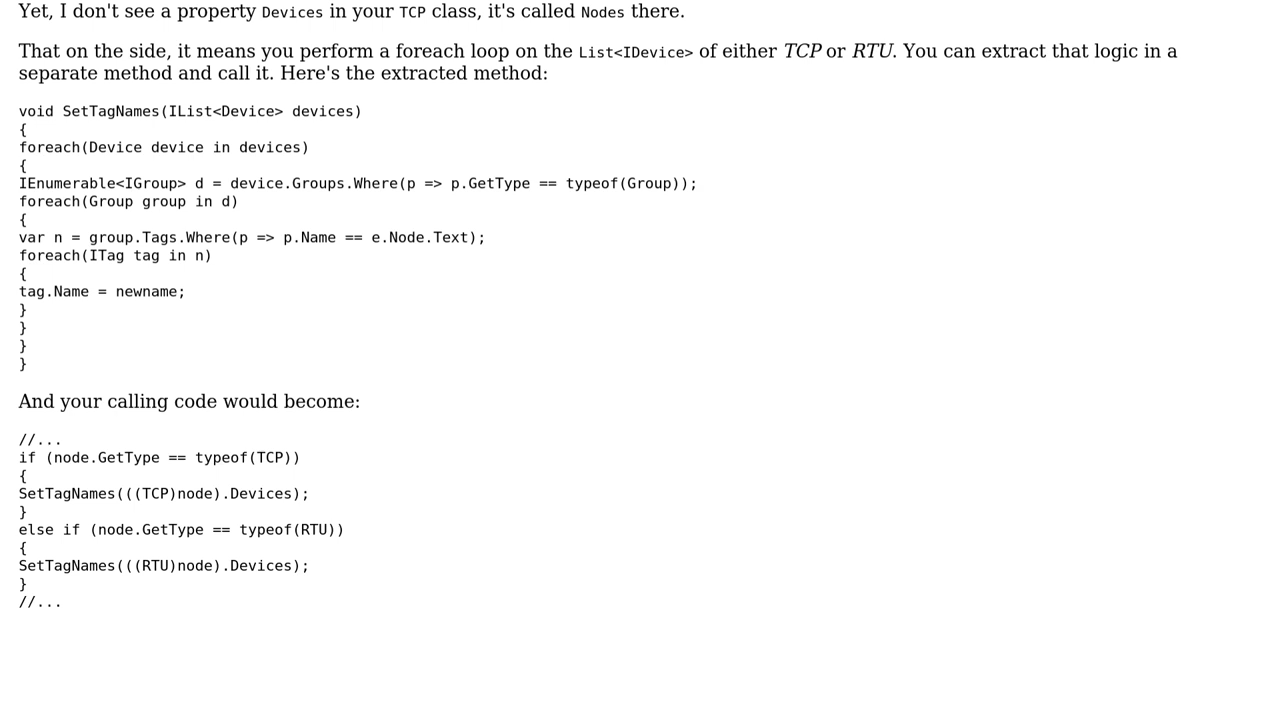 Yet, I don't see a property Devices in your TCP class, it's called Nodes there.
That on the side, it means you perform a foreach loop on the List<IDevice> of either TCP or RTU. You can extract that logic in a
separate method and call it. Here's the extracted method:
void SetTagNames(IList<Device> devices)
{
foreach(Device device in devices)
{
IEnumerable<IGroup> d = device.Groups.Where(p => p.GetType == typeof(Group));
foreach(Group group in d)
{
var n = group.Tags.Where(p => p.Name == e.Node.Text);
foreach(ITag tag in n)
{
tag.Name = newname;
}
}
}
}
And your calling code would become:
//...
if (node.GetType == typeof(TCP))
{
SetTagNames(((TCP)node).Devices);
}
else if (node.GetType == typeof(RTU))
{
SetTagNames(((RTU)node).Devices);
}
//...